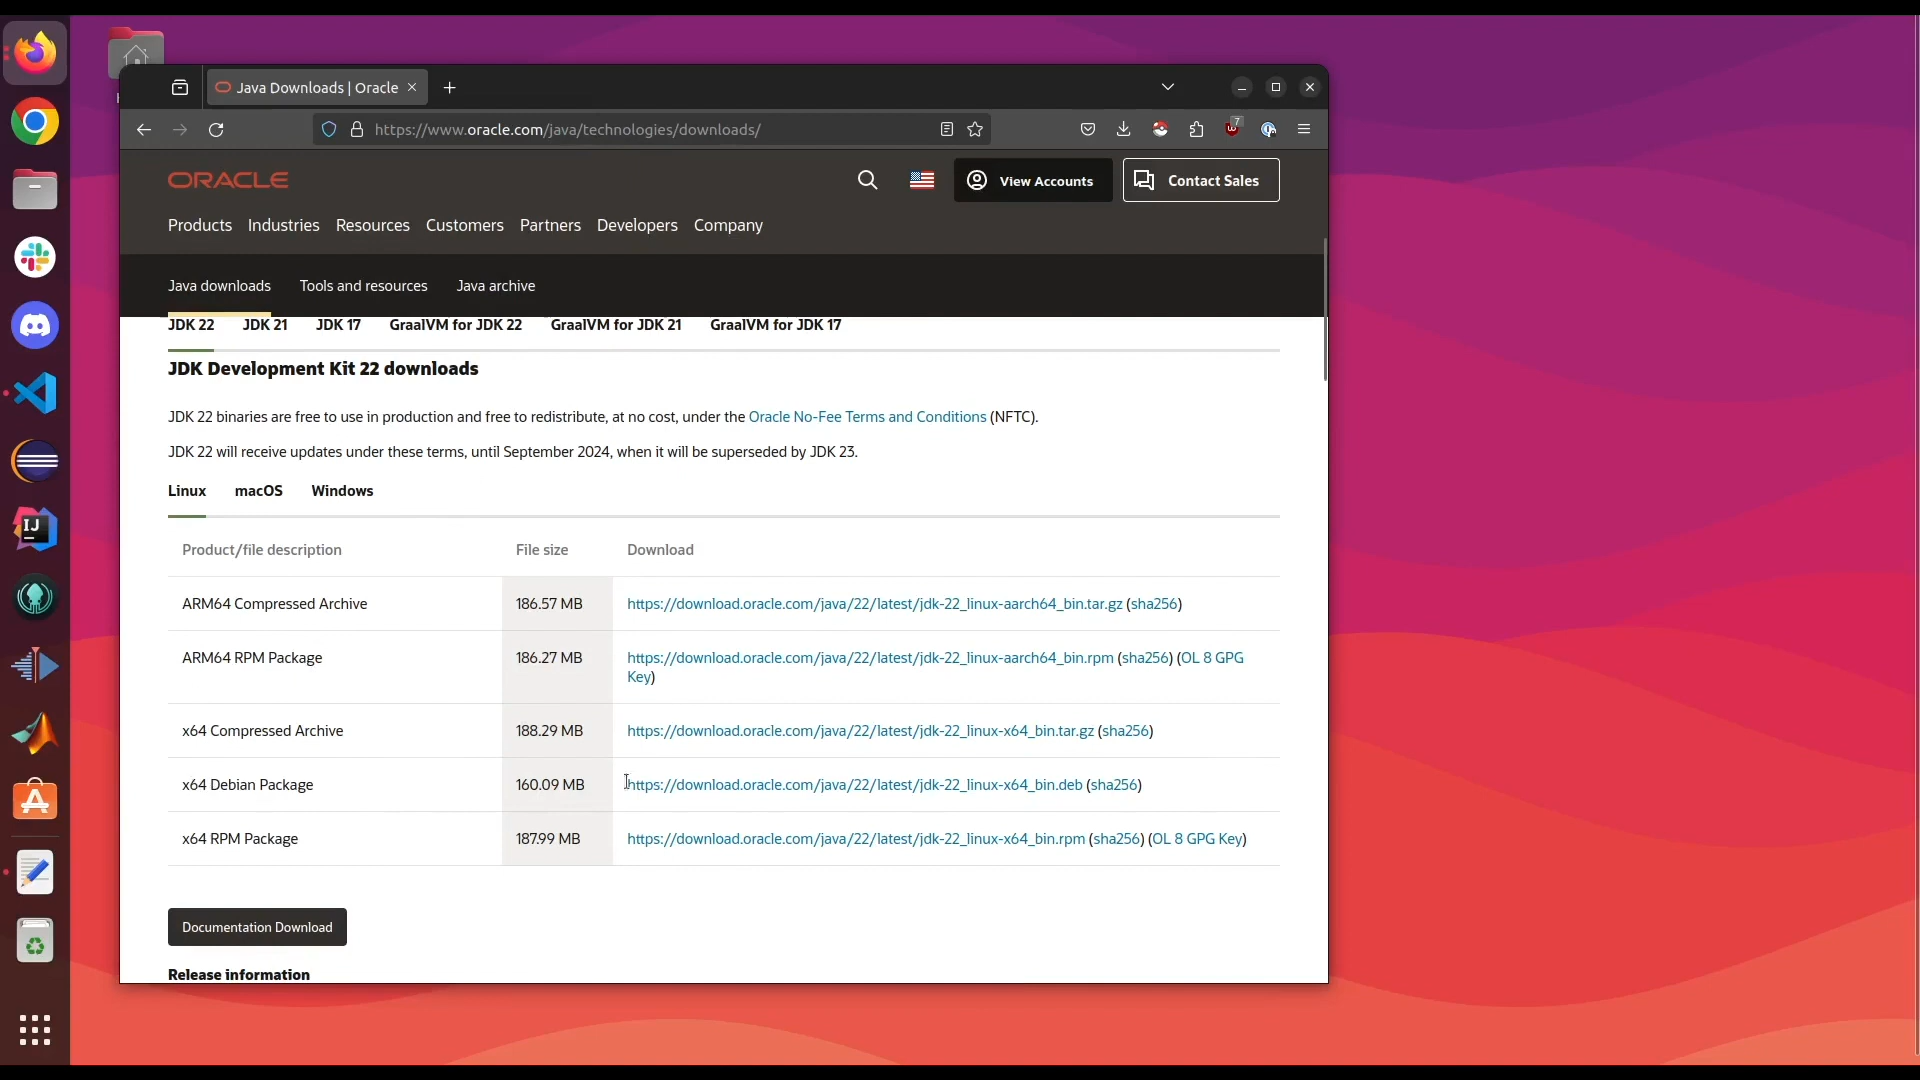 Java Downloads | Oracle
https://www.oracle.com/java/technologies/downloads/
7
ORACLE
View Accounts
Contact Sales
Products Industries Resources Customers Partners Developers Company
Java downloads Tools and resources Java archive
JDK 22 JDK 21 JDK 17 GraalVM for JDK 22 GraalVM for JDK 21 GraalVM for JDK 17
JDK Development Kit 22 downloads
JDK 22 binaries are free to use in production and free to redistribute, at no cost, under the Oracle No-Fee Terms and Conditions (NFTC).
JDK 22 will receive updates under these terms, until September 2024, when it will be superseded by JDK 23.
Linux macOS Windows
Product/file description File size Download
ARM64 Compressed Archive 186.57 MB https://download.oracle.com/java/22/latest/jdk-22_linux-aarch64_bin.tar.gz (sha256)
ARM64 RPM Package 186.27 MB https://download.oracle.com/java/22/latest/jdk-22_linux-aarch64_bin.rpm (sha256) (OL 8 GPG
Key)
x64 Compressed Archive 188.29 MB https://download.oracle.com/java/22/latest/jdk-22_linux-x64_bin.tar.gz (sha256)
x64 Debian Package 160.09 MB https://download.oracle.com/java/22/latest/jdk-22_linux-x64_bin.deb (sha256)
x64 RPM Package 187.99 MB https://download.oracle.com/java/22/latest/jdk-22_linux-x64_bin.rpm (sha256) (OL 8 GPG Key)
Documentation Download
Release information
IJ